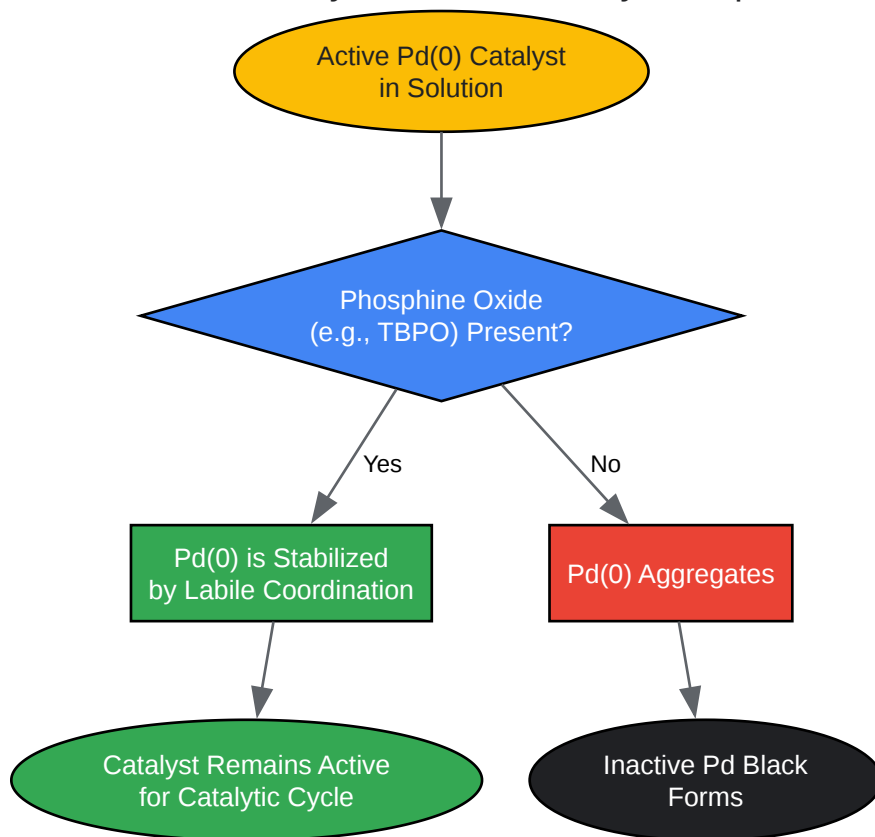 Active Pd(0) Catalyst
in Solution
Phosphine Oxide
(e.g., TBPO) Present?
Yes
No
Pd(0) is Stabilized
by Labile Coordination
Pd(0) Aggregates
Catalyst Remains Active
for Catalytic Cycle
Inactive Pd Black
Forms